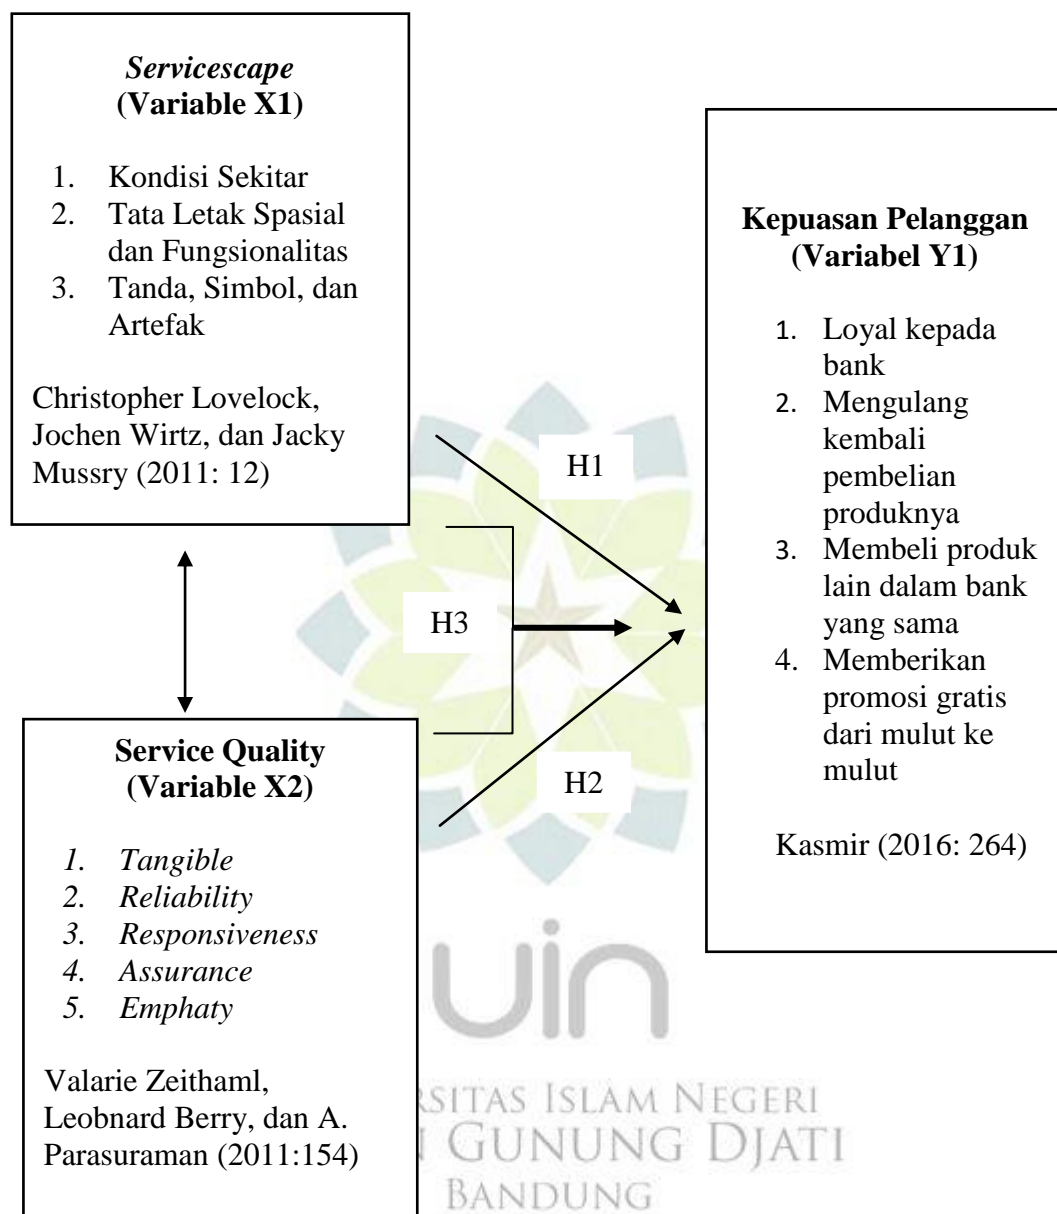 Servicescape
(Variable X1)
1. Kondisi Sekitar
2. Tata Letak Spasial
dan Fungsionalitas
3. Tanda, Simbol, dan
Artefak
Christopher Lovelock,
Jochen Wirtz, dan Jacky
Mussry (2011: 12)
H1
H3
H2
Service Quality
(Variable X2)
1. Tangible
2. Reliability
3. Responsiveness
4. Assurance
5. Emphaty
Valarie Zeithaml,
Leobnard Berry, dan A.
Parasuraman (2011:154)
Kepuasan Pelanggan
(Variabel Y1)
1. Loyal kepada
bank
2. Mengulang
kembali
pembelian
produknya
3. Membeli produk
lain dalam bank
yang sama
4. Memberikan
promosi gratis
dari mulut ke
mulut
Kasmir (2016: 264)
uin
ISLAM NEGERI
GUNUNG DJATI
BANDUNG